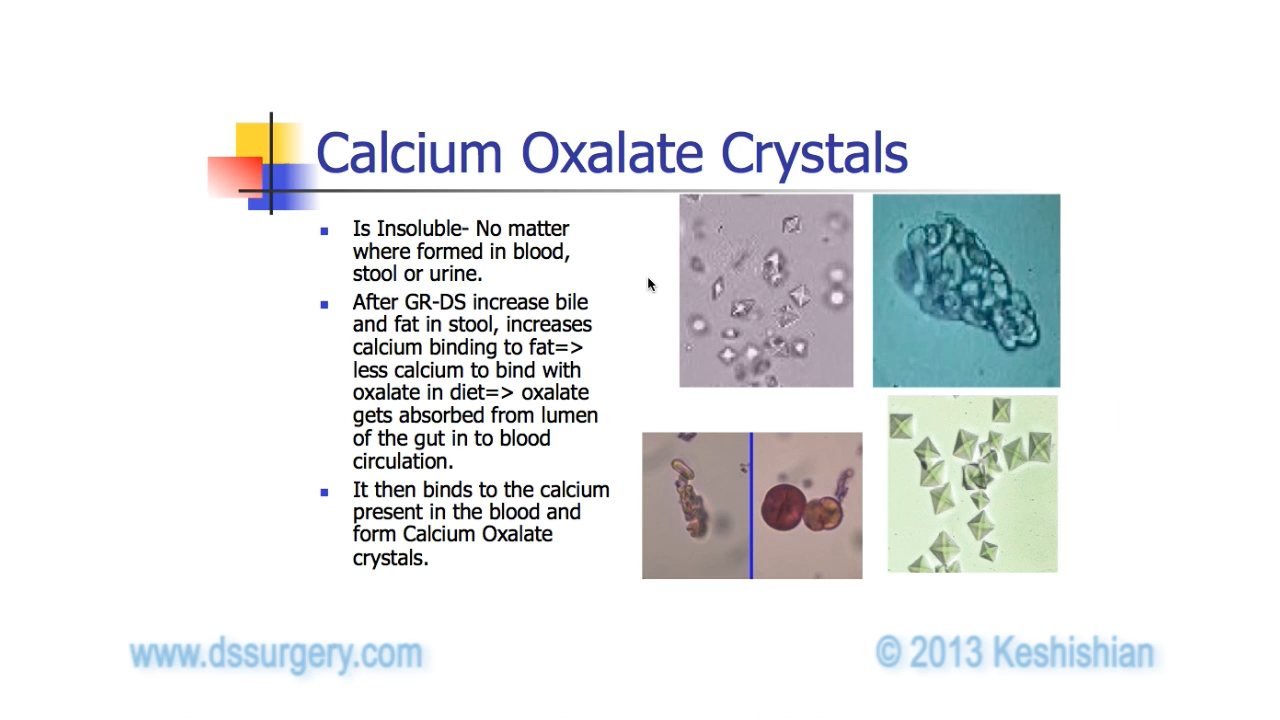 Calcium Oxalate Crystals
Is Insoluble- No matter
where formed in blood,
stool or urine.
After GR-DS increase bile
and fat in stool, increases
calcium binding to fat=>
less calcium to bind with
oxalate in diet=> oxalate
gets absorbed from lumen
of the gut in to blood
circulation.
It then binds to the calcium
present in the blood and
form Calcium Oxalate
crystals.
www.dssurgery.com
© 2013 Keshishian